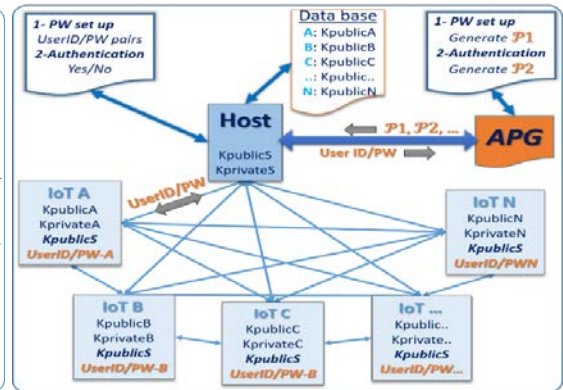 1- PW set up
UserID/PW pairs
2-Authentication
Yes/No
Data base
A: KpublicA
B: KpublicB
C: KpublicC
..: Kpublic..
N: KpublicN
1- PW set up
Generate 𝒫1
2-Authentication
Generate 𝒫2
Host
KpublicS
KprivateS
𝒫1, 𝒫2, ...
User ID/PW
APG
UserID/PW
IoT A
KpublicA
KprivateA
KpublicS
UserID/PW-A
IoT N
KpublicN
KprivateN
KpublicS
UserID/PWN
IoT B
KpublicB
KprivateB
KpublicS
UserID/PW-B
IoT C
KpublicC
KprivateC
KpublicS
UserID/PW-B
IoT ...
Kpublic..
Kprivate..
KpublicS
UserID/PW...